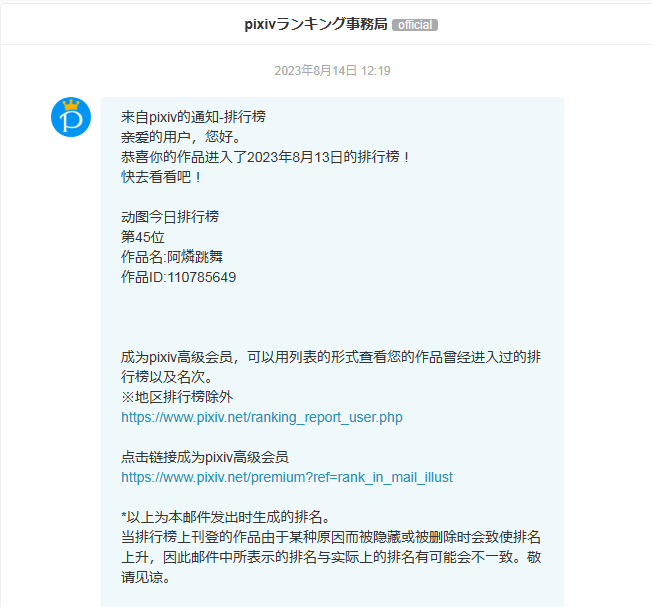 pixivランキング事務局 official
2023年8月14日 12:19
来自pixiv的通知-排行榜
亲爱的用户，您好。
恭喜你的作品进入了2023年8月13日的排行榜！
快去看看吧！
动图今日排行榜
第45位
作品名:阿燐跳舞
作品ID:110785649
成为pixiv高级会员，可以用列表的形式查看您的作品曾经进入过的排
行榜以及名次。
※地区排行榜除外
https://www.pixiv.net/ranking_report_user.php
点击链接成为pixiv高级会员
https://www.pixiv.net/premium?ref=rank_in_mail_illust
*以上为本邮件发出时生成的排名。
当排行榜上刊登的作品由于某种原因而被隐藏或被删除时会致使排名
上升，因此邮件中所表示的排名与实际上的排名有可能会不一致。敬
请见谅。